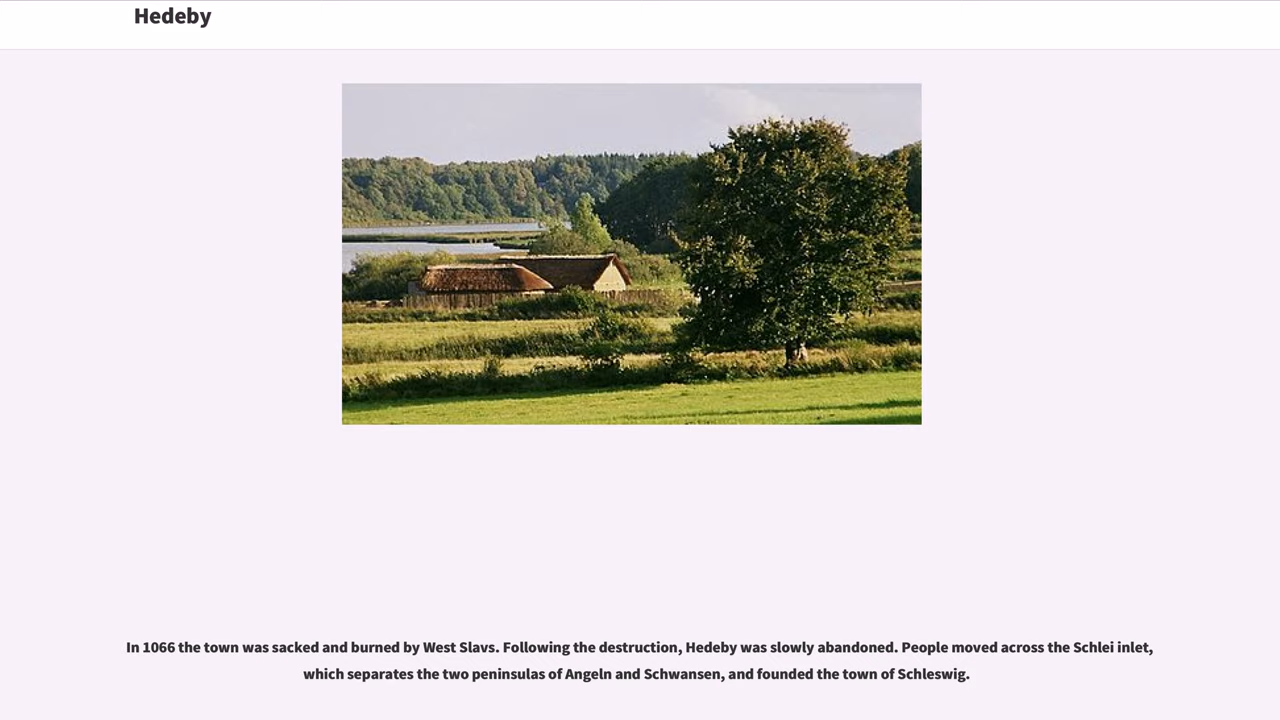 Hedeby
In 1066 the town was sacked and burned by West Slavs. Following the destruction, Hedeby was slowly abandoned. People moved across the Schlei inlet,
which separates the two peninsulas of Angeln and Schwansen, and founded the town of Schleswig.